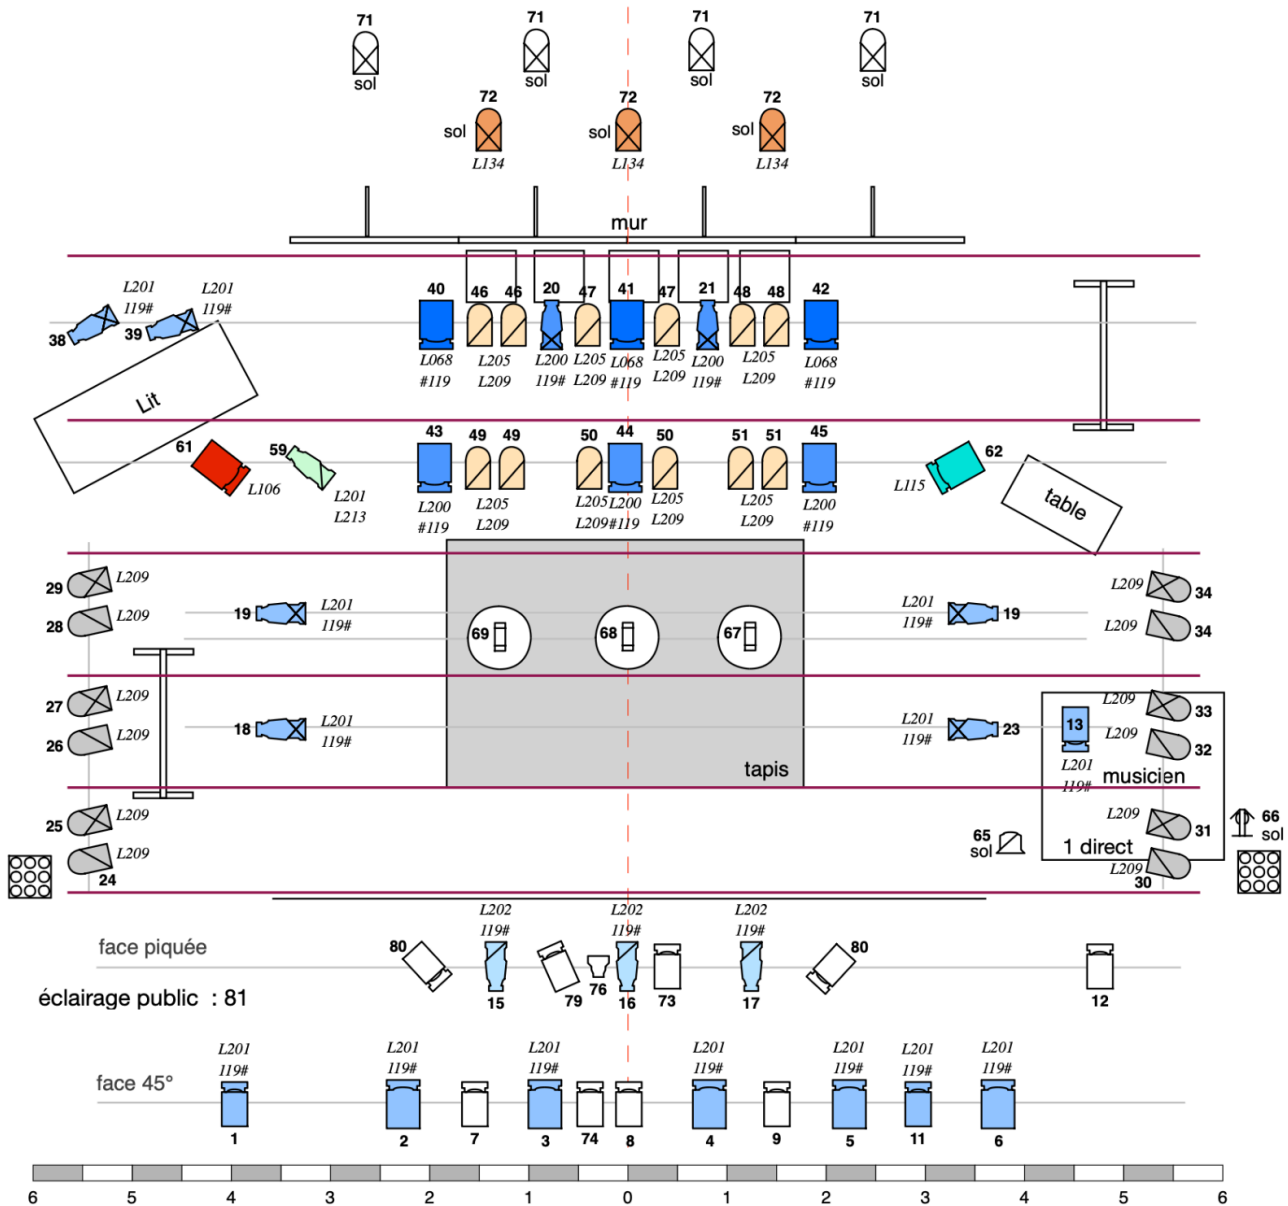 71 71 71 71
sol sol sol sol
72 72 72
sol sol sol
L134 L134 L134
mur
L201 L201
119# 119#
38 39 40 46 46 20 47 41 47 21 48 48 42
L068 L205 L200 L205 L068 L205 L200 L205 L068
#119 L209 119# L209 #119 L209 119# L209 #119
Lit
61 59 43 49 49 50 44 50 51 51 45 62
L106 L115
L201 L200 L205 L205 L200 L205 L205 L200
L213 #119 L209 L209 #119 L209 L209 #119
table
29 L209 L209 34
28 L209 19 L201 69 68 67 L201 19 L209 34
119# 119#
27 L209 L209 33
26 L209 18 L201 L201 23 13 L209 32
119# 119#
L201
119#
tapis
musicien
25 L209 L209 31
65 66
sol sol
1 direct
L209 L209
24 30
L202 L202 L202
119# 119# 119#
face piquée
80 80
15 79 76 16 73 17 12
éclairage public : 81
L201 L201 L201 L201 L201 L201 L201
119# 119# 119# 119# 119# 119# 119#
face 45°
1 2 7 3 74 8 4 9 5 11 6
6 5 4 3 2 1 0 1 2 3 4 5 6